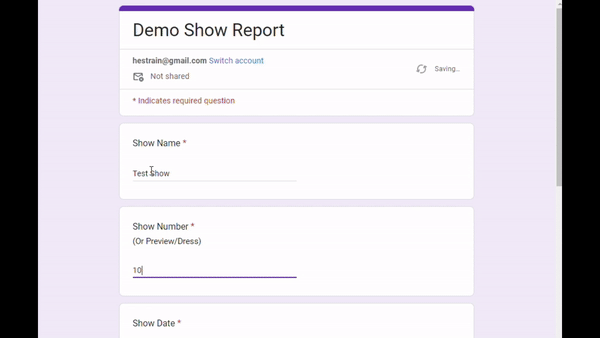 Demo Show Report
hestrain@gmail.com Switch account
Saving...
Not shared
* Indicates required question
Show Name *
Test Show
Show Number *
(Or Preview/Dress)
10
Show Date *